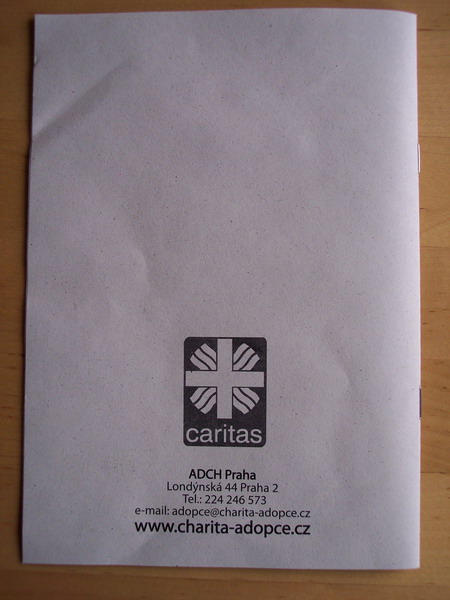 caritas
ADCH Praha
Londýnská 44 Praha 2
Tel.: 224 246 573
e-mail: adopce@charita-adopce.cz
www.charita-adopce.cz